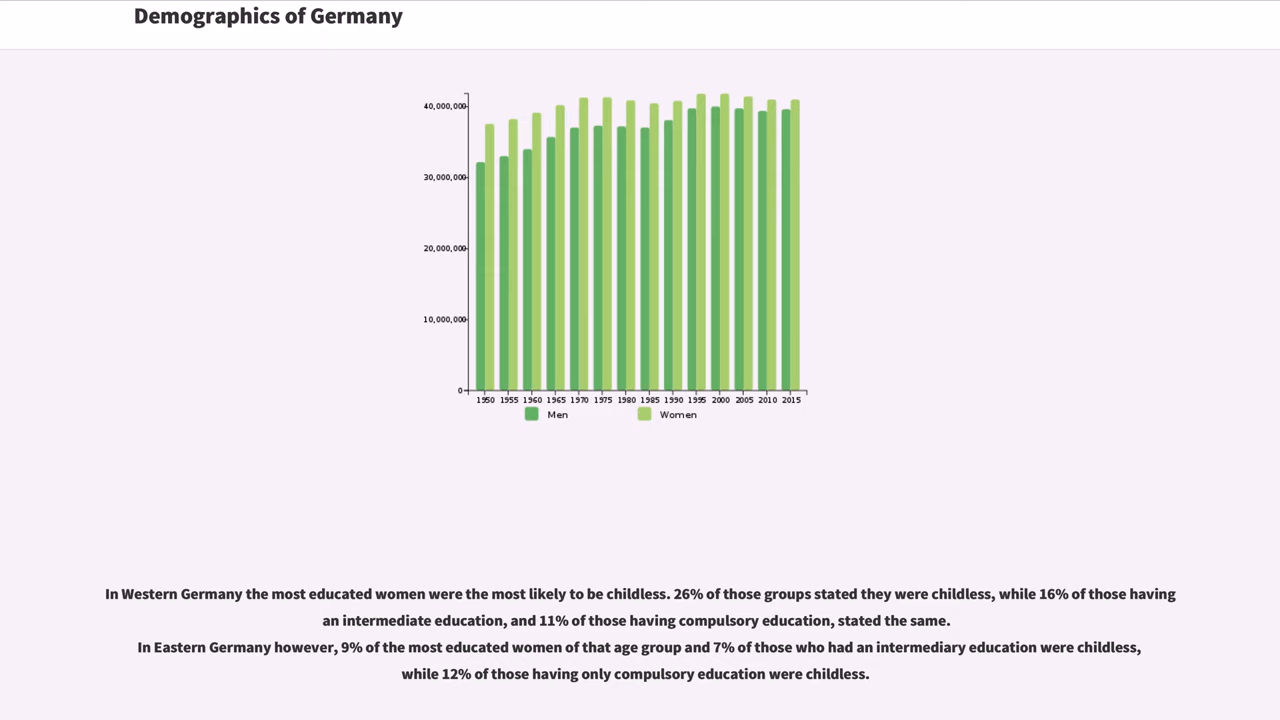 Demographics of Germany
40,000,000
30,000,000
20,000,000
10,000,000
0
1950 1955 1960 1965 1970 1975 1980 1985 1990 1995 2000 2005 2010 2015
Men Women
In Western Germany the most educated women were the most likely to be childless. 26% of those groups stated they were childless, while 16% of those having
an intermediate education, and 11% of those having compulsory education, stated the same.
In Eastern Germany however, 9% of the most educated women of that age group and 7% of those who had an intermediary education were childless,
while 12% of those having only compulsory education were childless.